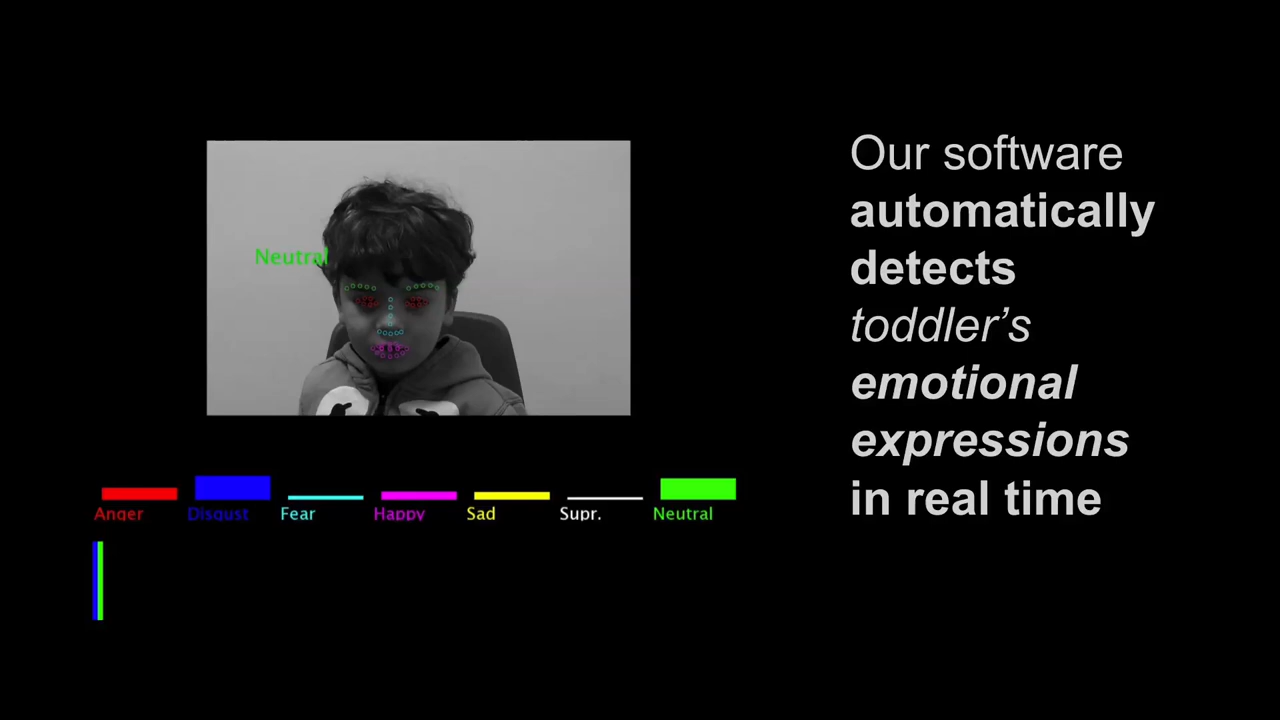 Our software
automatically
detects
toddler's
emotional
expressions
in real time
Neutral
Anger Disgust Fear Happy Sad Supr. Neutral